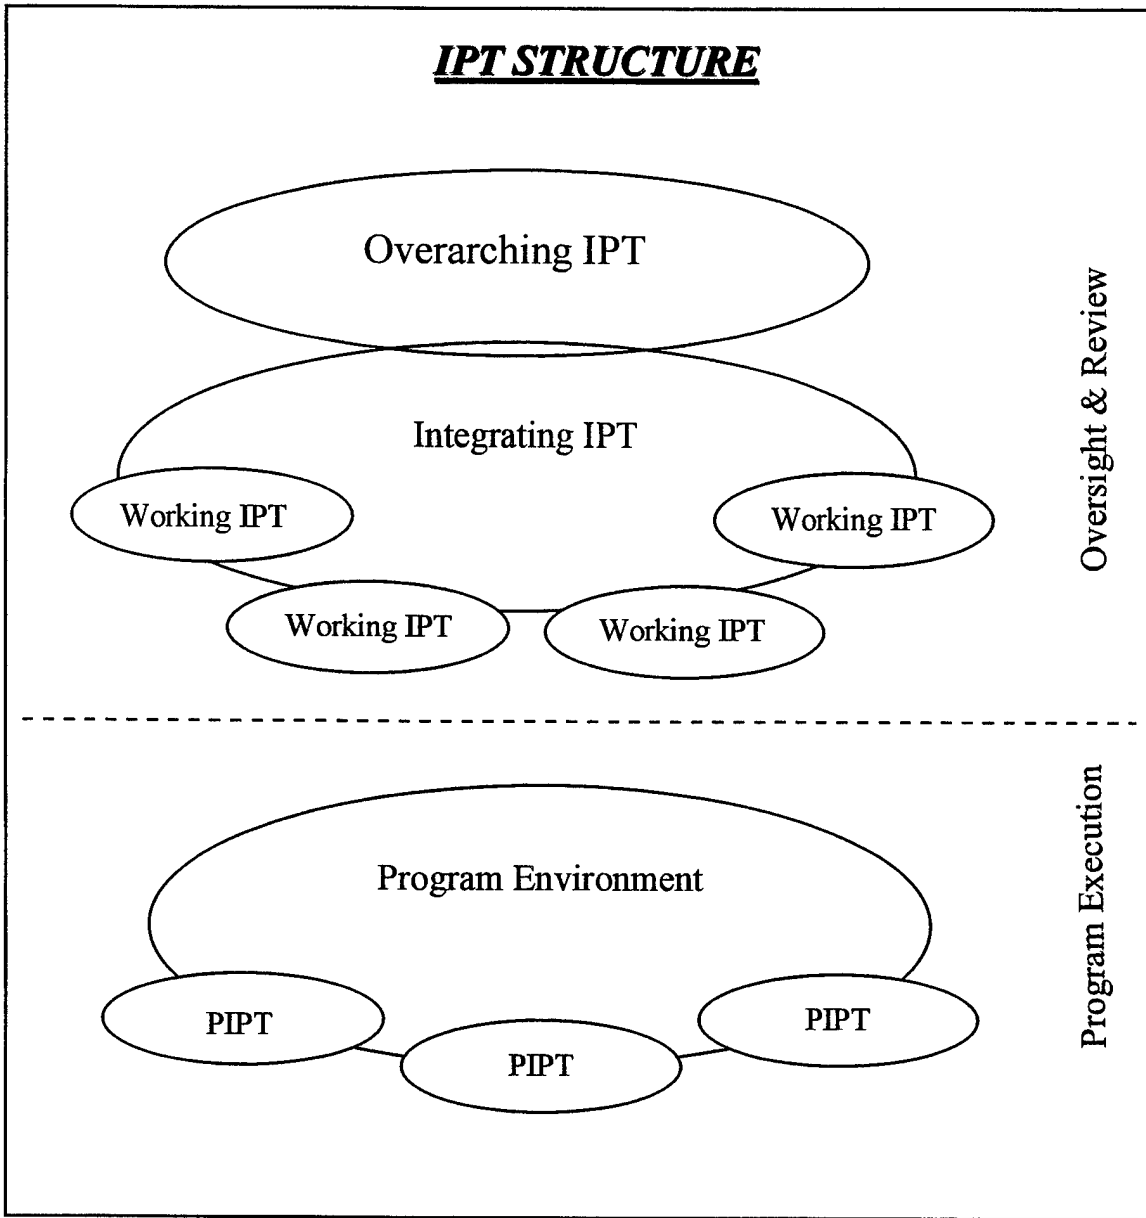 IPT STRUCTURE
Overarching IPT
Integrating IPT
Working IPT
Working IPT
Working IPT
Working IPT
Oversight & Review
Program Environment
PIPT
PIPT
PIPT
Program Execution